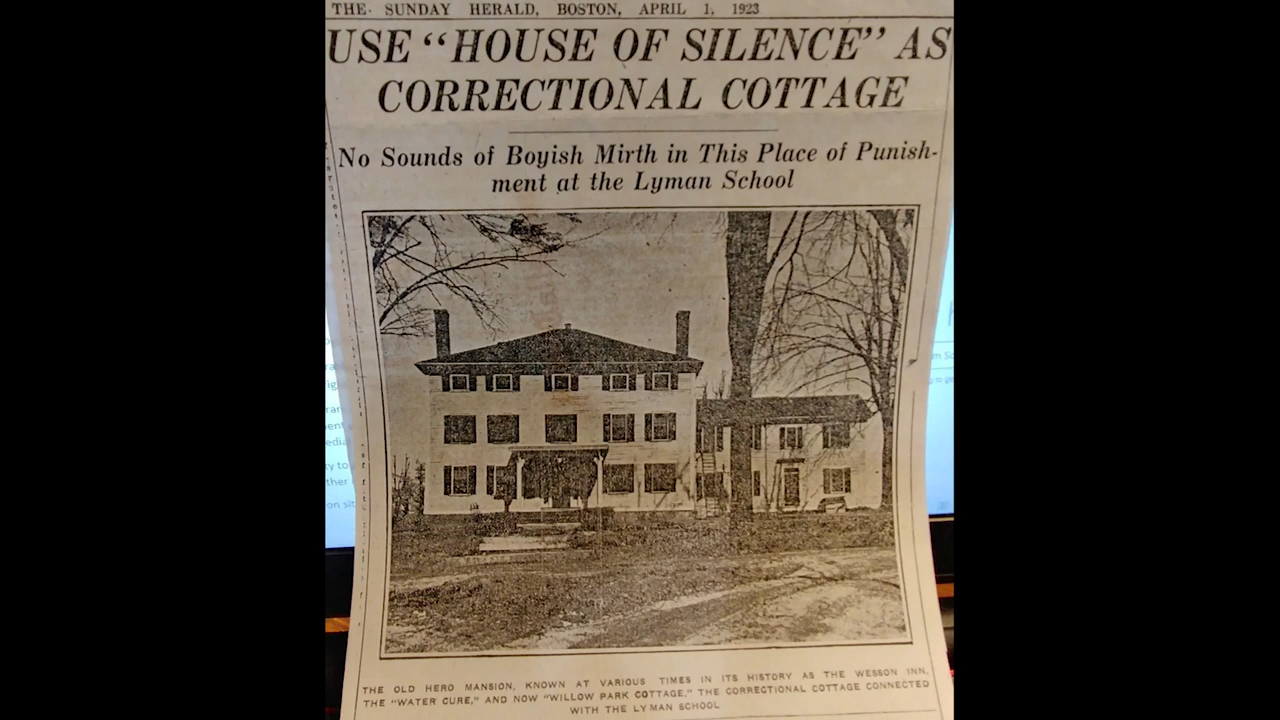 THE SUNDAY HERALD, BOSTON, APRIL 1, 1923
USE "HOUSE OF SILENCE" AS
CORRECTIONAL COTTAGE
No Sounds of Boyish Mirth in This Place of Punish-
ment at the Lyman School
THE OLD HERO MANSION, KNOWN AT VARIOUS TIMES IN ITS HISTORY AS THE WESSON INN,
THE "WATER CURE," AND NOW "WILLOW PARK COTTAGE," THE CORRECTIONAL COTTAGE CONNECTED
WITH THE LYMAN SCHOOL